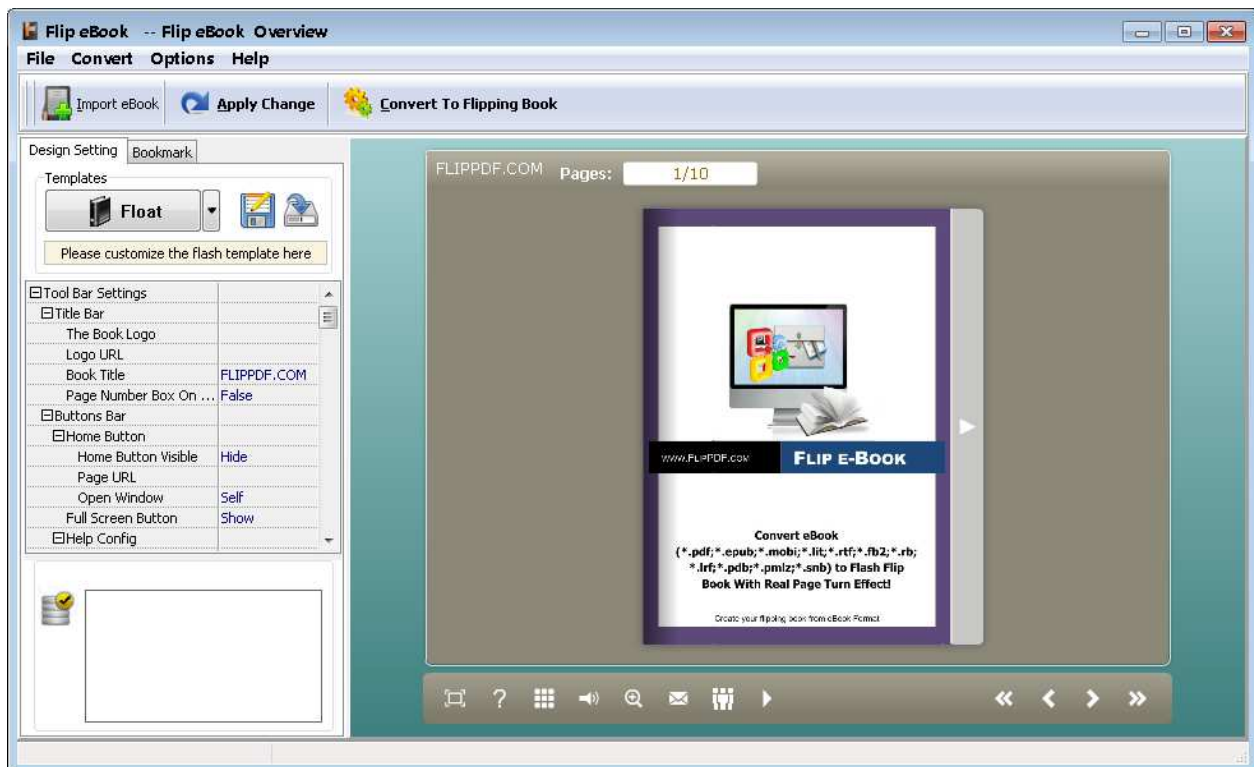 Flip eBook -- Flip eBook Overview
File Convert Options Help
Import eBook Apply Change Convert To Flipping Book
Design Setting Bookmark
Templates
Float
Please customize the flash template here
Tool Bar Settings
Title Bar
The Book Logo
Logo URL
Book Title FLIPPDF.COM
Page Number Box On ... False
Buttons Bar
Home Button
Home Button Visible Hide
Page URL
Open Window Self
Full Screen Button Show
Help Config
FLIPPDF.COM Pages: 1/10
www.FlipPDF.com FLIP E-BOOK
Convert eBook
(*.pdf;*.epub;*.mobi;*.lit;*.rtf;*.fb2;*.rb;
*.lrf;*.pdb;*.pmlz;*.snb) to Flash Flip
Book With Real Page Turn Effect!
Create your flipping book from eBook Format